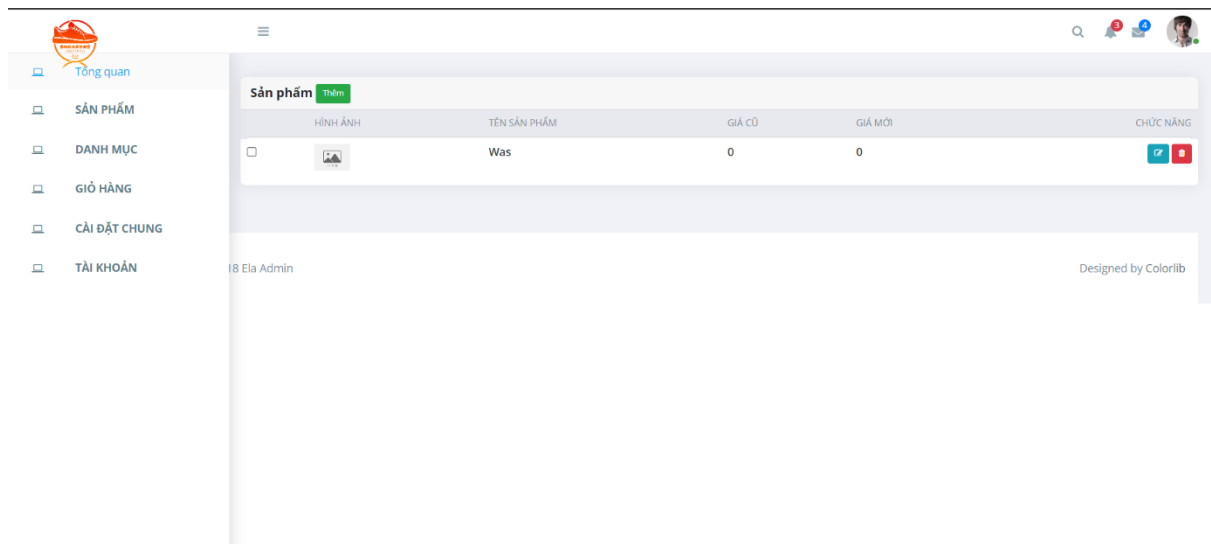 SNEAKERS
3
4
Tổng quan
SẢN PHẨM
DANH MỤC
GIỎ HÀNG
CÀI ĐẶT CHUNG
TÀI KHOẢN
Sản phẩm Thêm
HÌNH ẢNH TÊN SẢN PHẨM GIÁ CŨ GIÁ MỚI CHỨC NĂNG
Was 0 0
18 Ela Admin
Designed by Colorlib